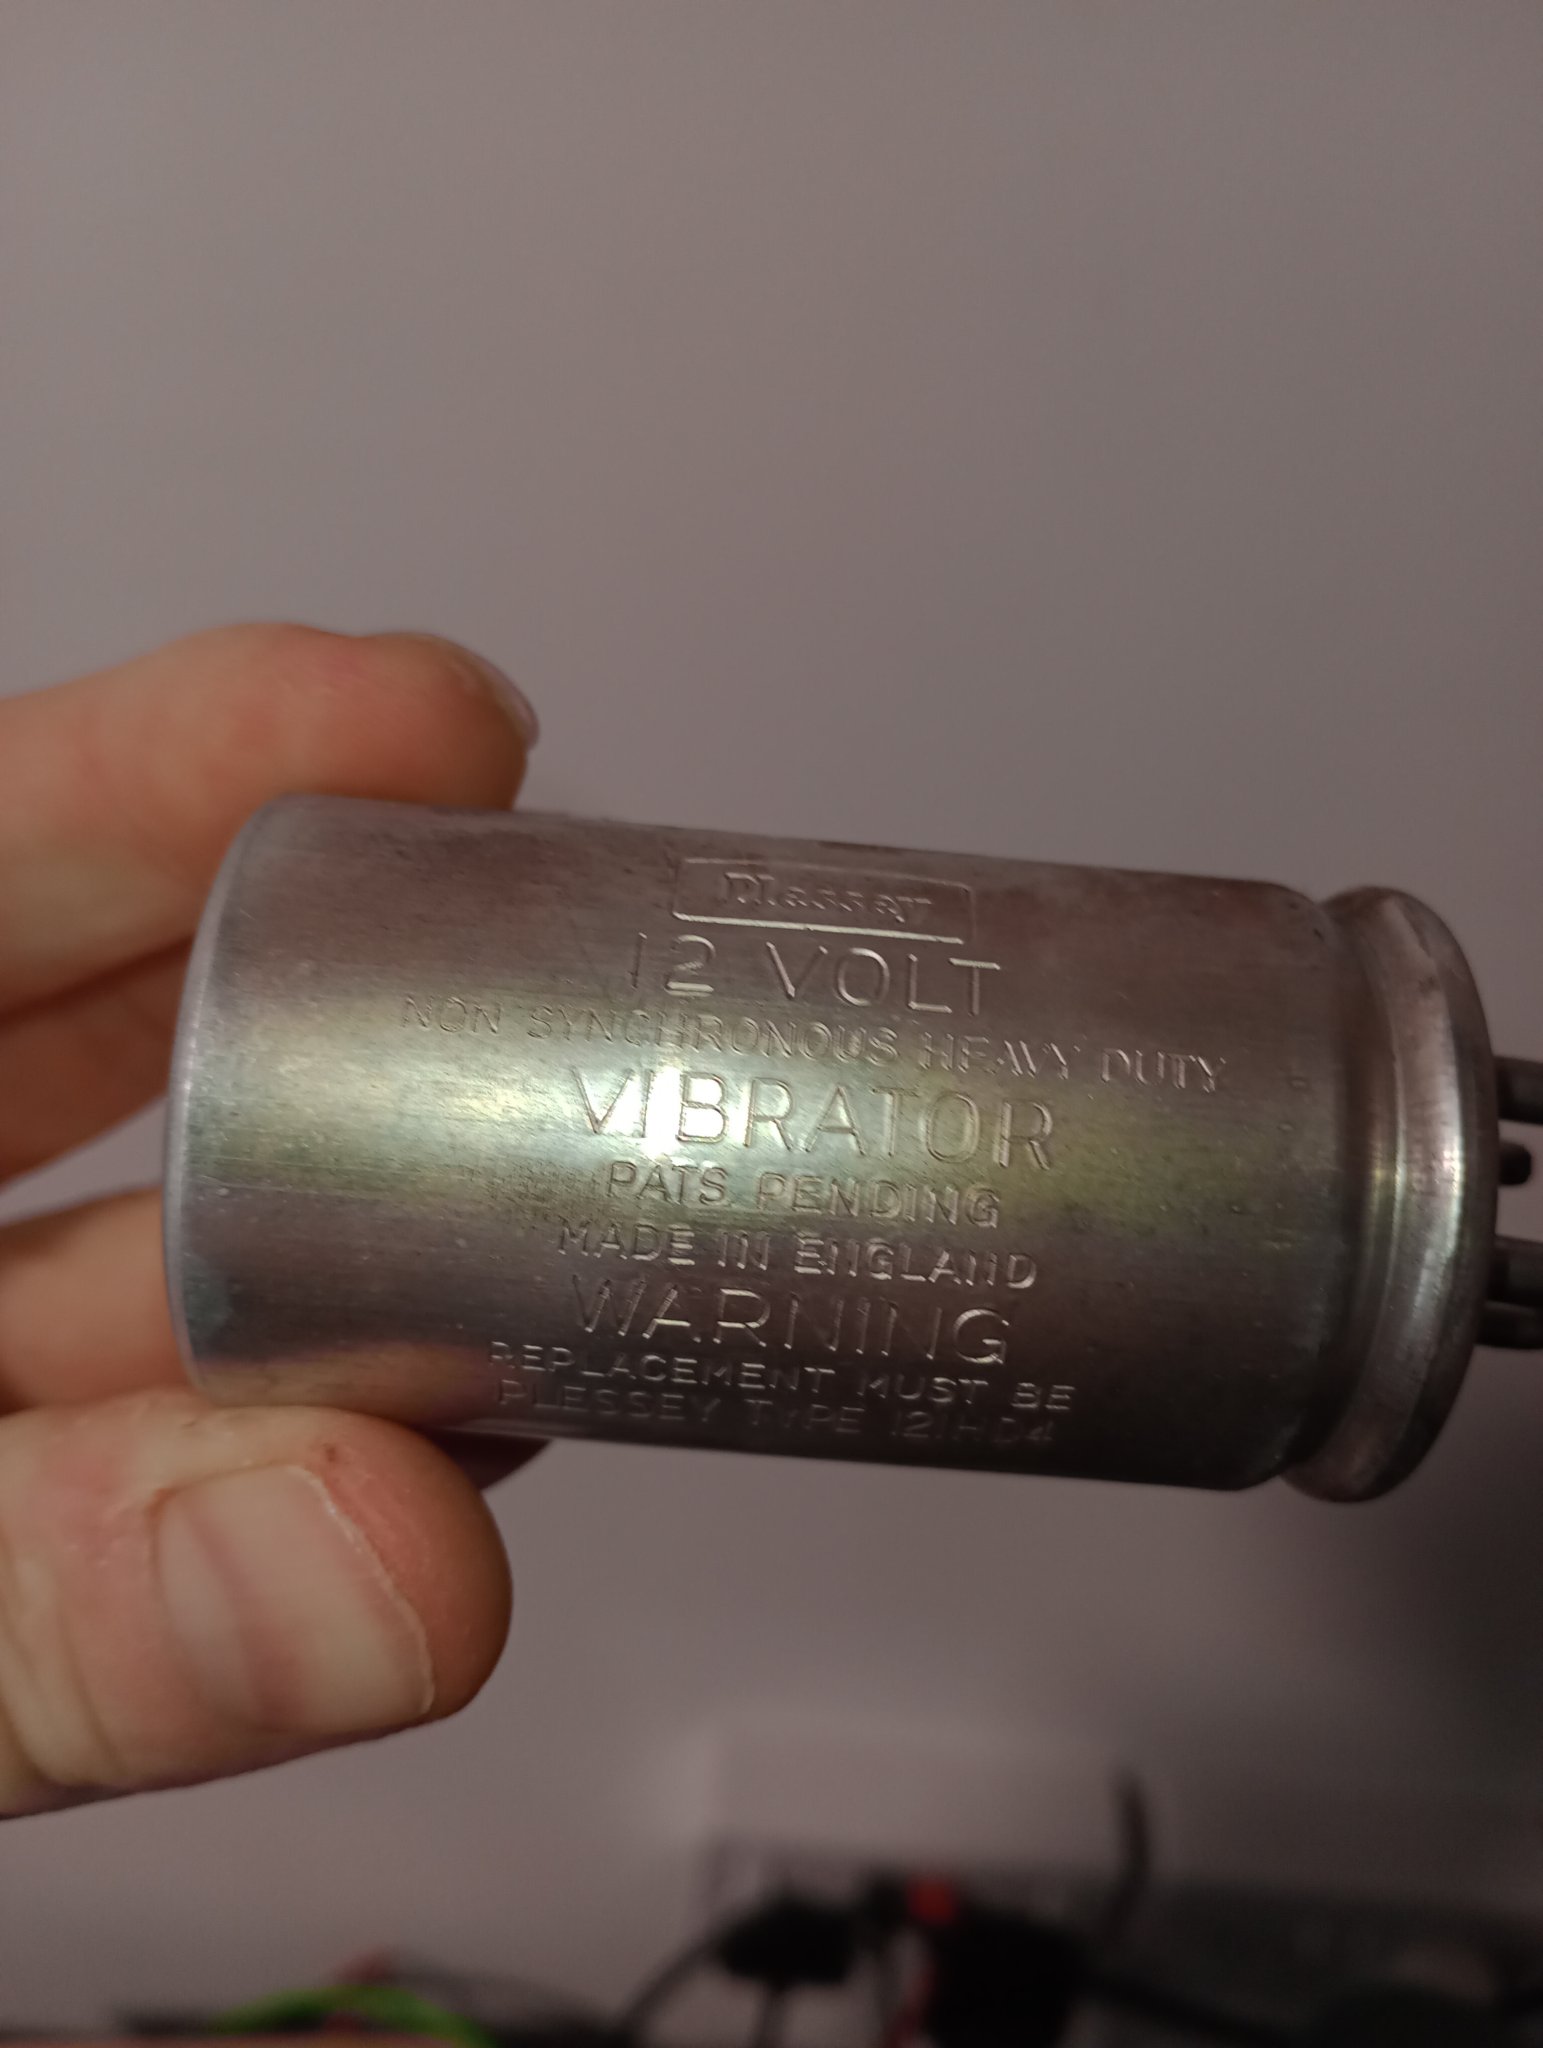 Plessey
12 VOLT
NON SYNCHRONOUS HEAVY DUTY
VIBRATOR
PATS. PENDING
MADE IN ENGLAND
WARNING
REPLACEMENT MUST BE
PLESSEY TYPE 121HD4